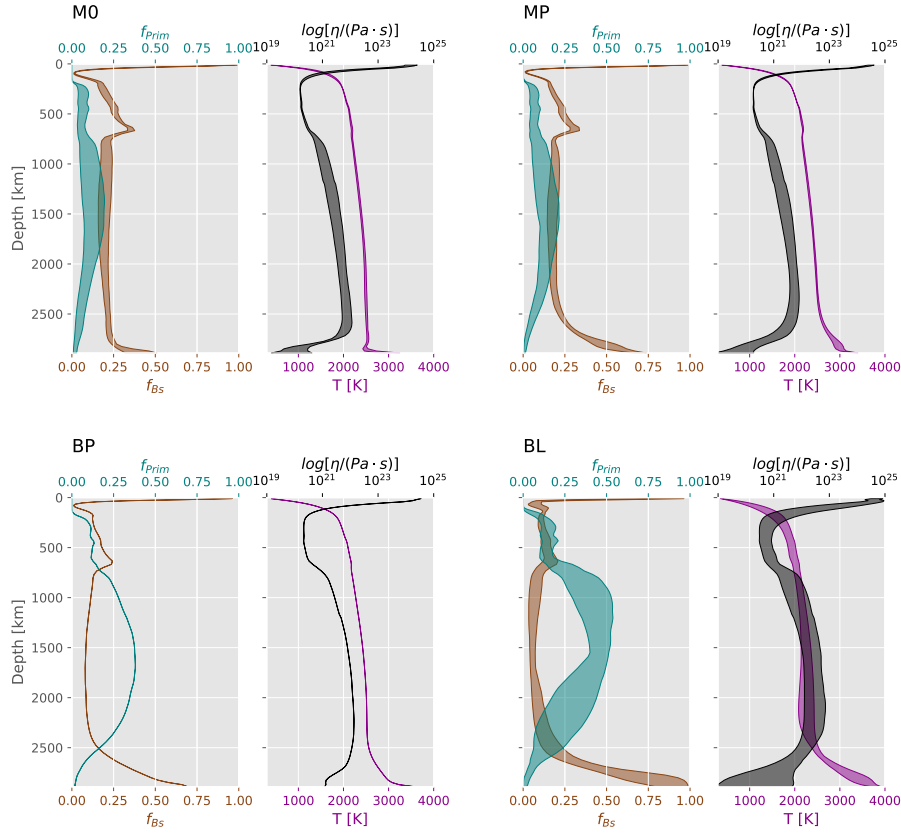 M0
f_Prim
0.00 0.25 0.50 0.75 1.00
log[η/(Pa · s)]
10^19 10^21 10^23 10^25
0
500
1000
1500
2000
2500
Depth [km]
0.00 0.25 0.50 0.75 1.00
f_Bs
1000 2000 3000 4000
T [K]
MP
f_Prim
0.00 0.25 0.50 0.75 1.00
log[η/(Pa · s)]
10^19 10^21 10^23 10^25
0.00 0.25 0.50 0.75 1.00
f_Bs
1000 2000 3000 4000
T [K]
BP
f_Prim
0.00 0.25 0.50 0.75 1.00
log[η/(Pa · s)]
10^19 10^21 10^23 10^25
0
500
1000
1500
2000
2500
Depth [km]
0.00 0.25 0.50 0.75 1.00
f_Bs
1000 2000 3000 4000
T [K]
BL
f_Prim
0.00 0.25 0.50 0.75 1.00
log[η/(Pa · s)]
10^19 10^21 10^23 10^25
0.00 0.25 0.50 0.75 1.00
f_Bs
1000 2000 3000 4000
T [K]